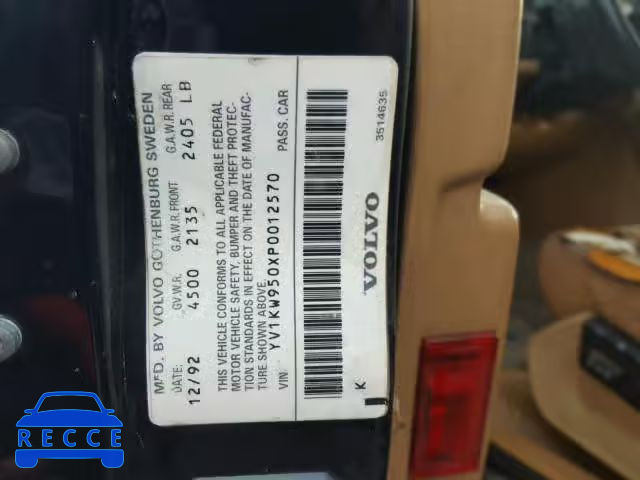 MFD. BY VOLVO GOTHENBURG SWEDEN
DATE: G.V.W.R. G.A.W.R. FRONT G.A.W.R. REAR
12/92 4500 2135 2405 LB
THIS VEHICLE CONFORMS TO ALL APPLICABLE FEDERAL
MOTOR VEHICLE SAFETY, BUMPER AND THEFT PROTEC-
TION STANDARDS IN EFFECT ON THE DATE OF MANUFAC-
TURE SHOWN ABOVE.
YV1KW950XP0012570
VIN: PASS. CAR
K VOLVO 3514635
RECCE